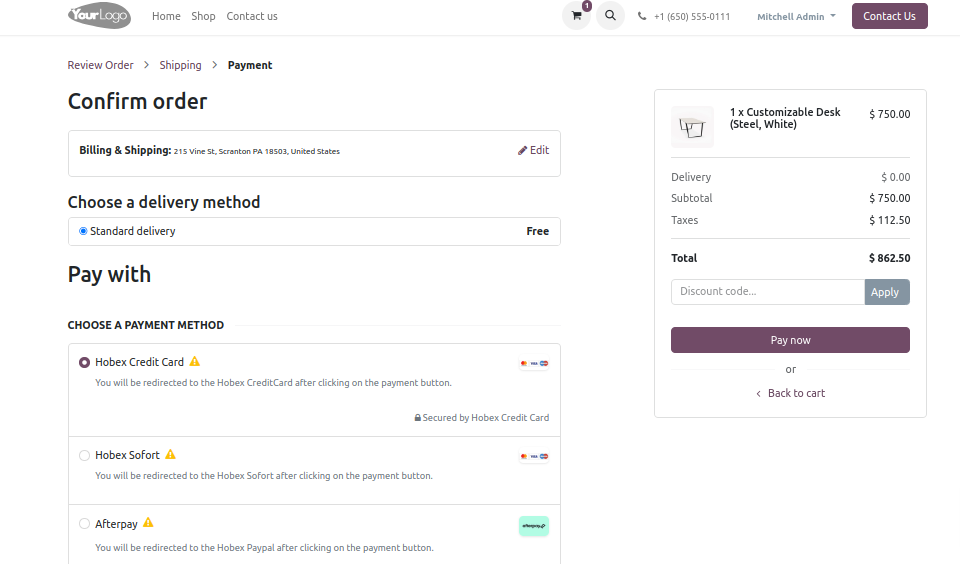 YourLogo Home Shop Contact us 1 +1 (650) 555-0111 Mitchell Admin Contact Us
Review Order > Shipping > Payment
Confirm order
Billing & Shipping: 215 Vine St, Scranton PA 18503, United States Edit
Choose a delivery method
Standard delivery Free
Pay with
CHOOSE A PAYMENT METHOD
Hobex Credit Card
You will be redirected to the Hobex CreditCard after clicking on the payment button.
Secured by Hobex Credit Card
Hobex Sofort
You will be redirected to the Hobex Sofort after clicking on the payment button.
Afterpay afterpay
You will be redirected to the Hobex Paypal after clicking on the payment button.
1 x Customizable Desk $ 750.00
(Steel, White)
Delivery $ 0.00
Subtotal $ 750.00
Taxes $ 112.50
Total $ 862.50
Discount code... Apply
Pay now
or
< Back to cart